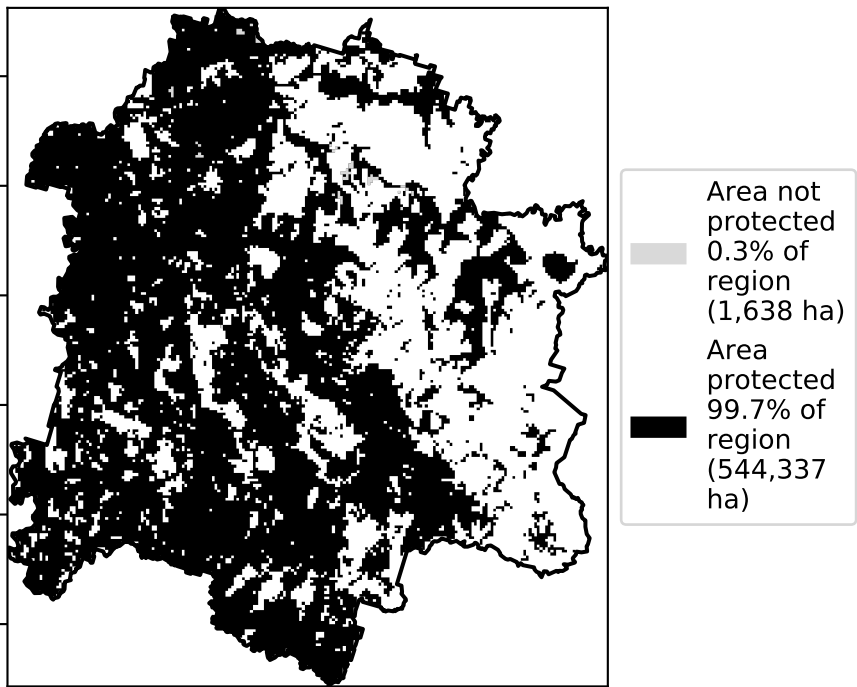 Area not
protected
0.3% of
region
(1,638 ha)
Area
protected
99.7% of
region
(544,337
ha)